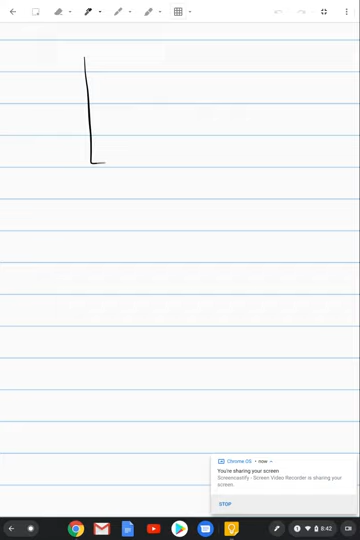 Chrome OS • now
You're sharing your screen
Screencastify - Screen Video Recorder is sharing your
screen.
STOP
1
8:42